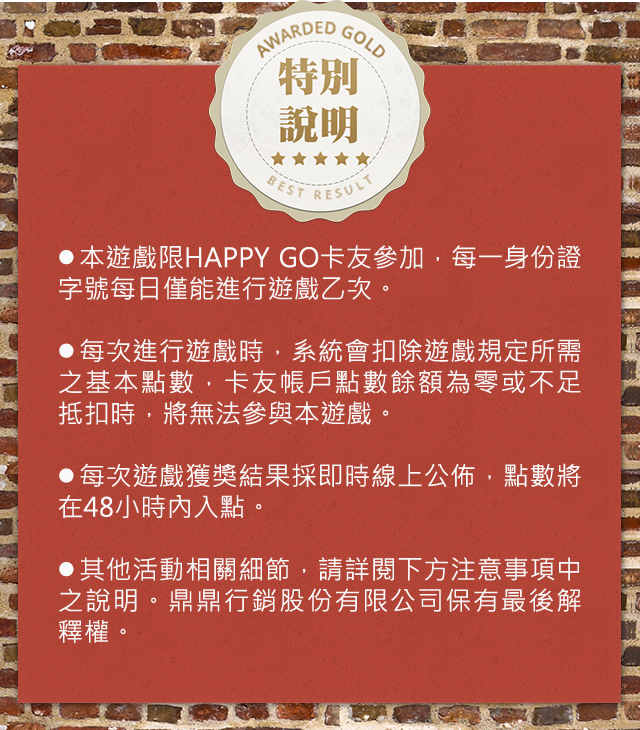 AWARDED GOLD
特別
說明
BEST RESULT
●本遊戲限HAPPY GO卡友參加，每一身份證
字號每日僅能進行遊戲乙次。
●每次進行遊戲時，系統會扣除遊戲規定所需
之基本點數，卡友帳戶點數餘額為零或不足
抵扣時，將無法參與本遊戲。
●每次遊戲獲獎結果採即時線上公佈，點數將
在48小時內入點。
●其他活動相關細節，請詳閱下方注意事項中
之說明。鼎鼎行銷股份有限公司保有最後解
釋權。